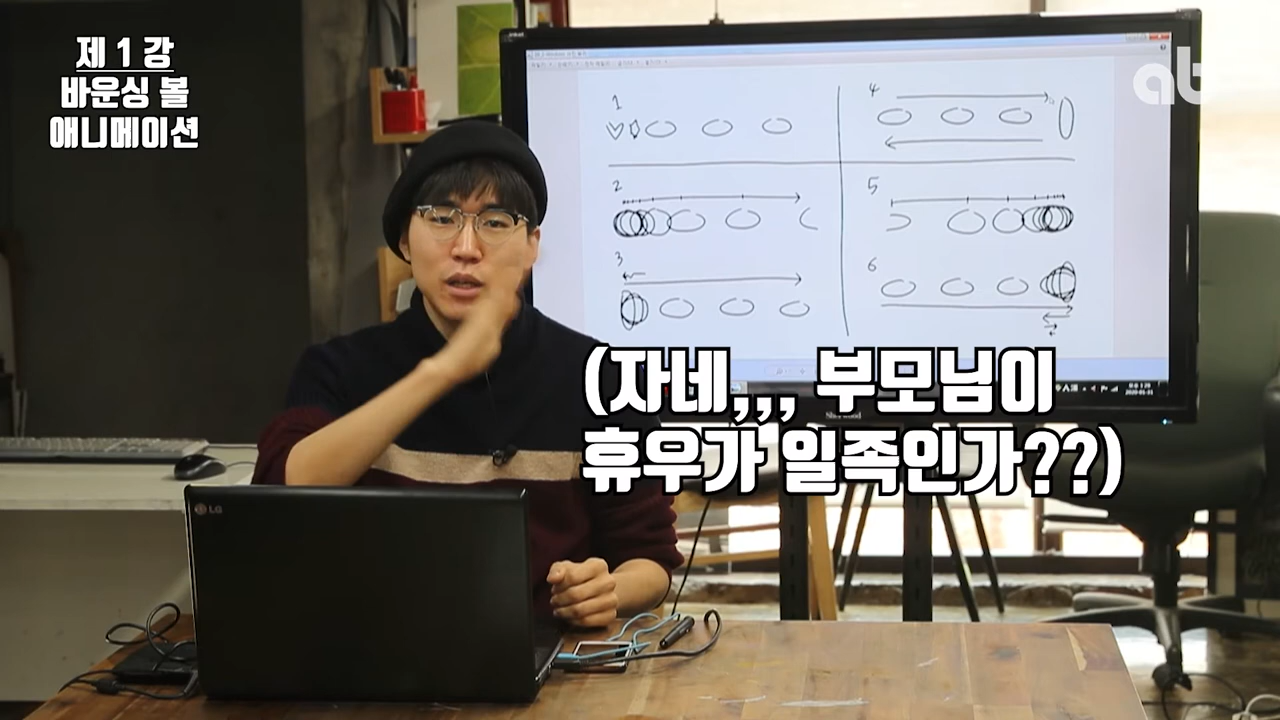 제 1 강
바운싱 볼
애니메이션
ab
1
2
3
4
5
6
(자네,,, 부모님이
휴우가 일족인가??)
LG